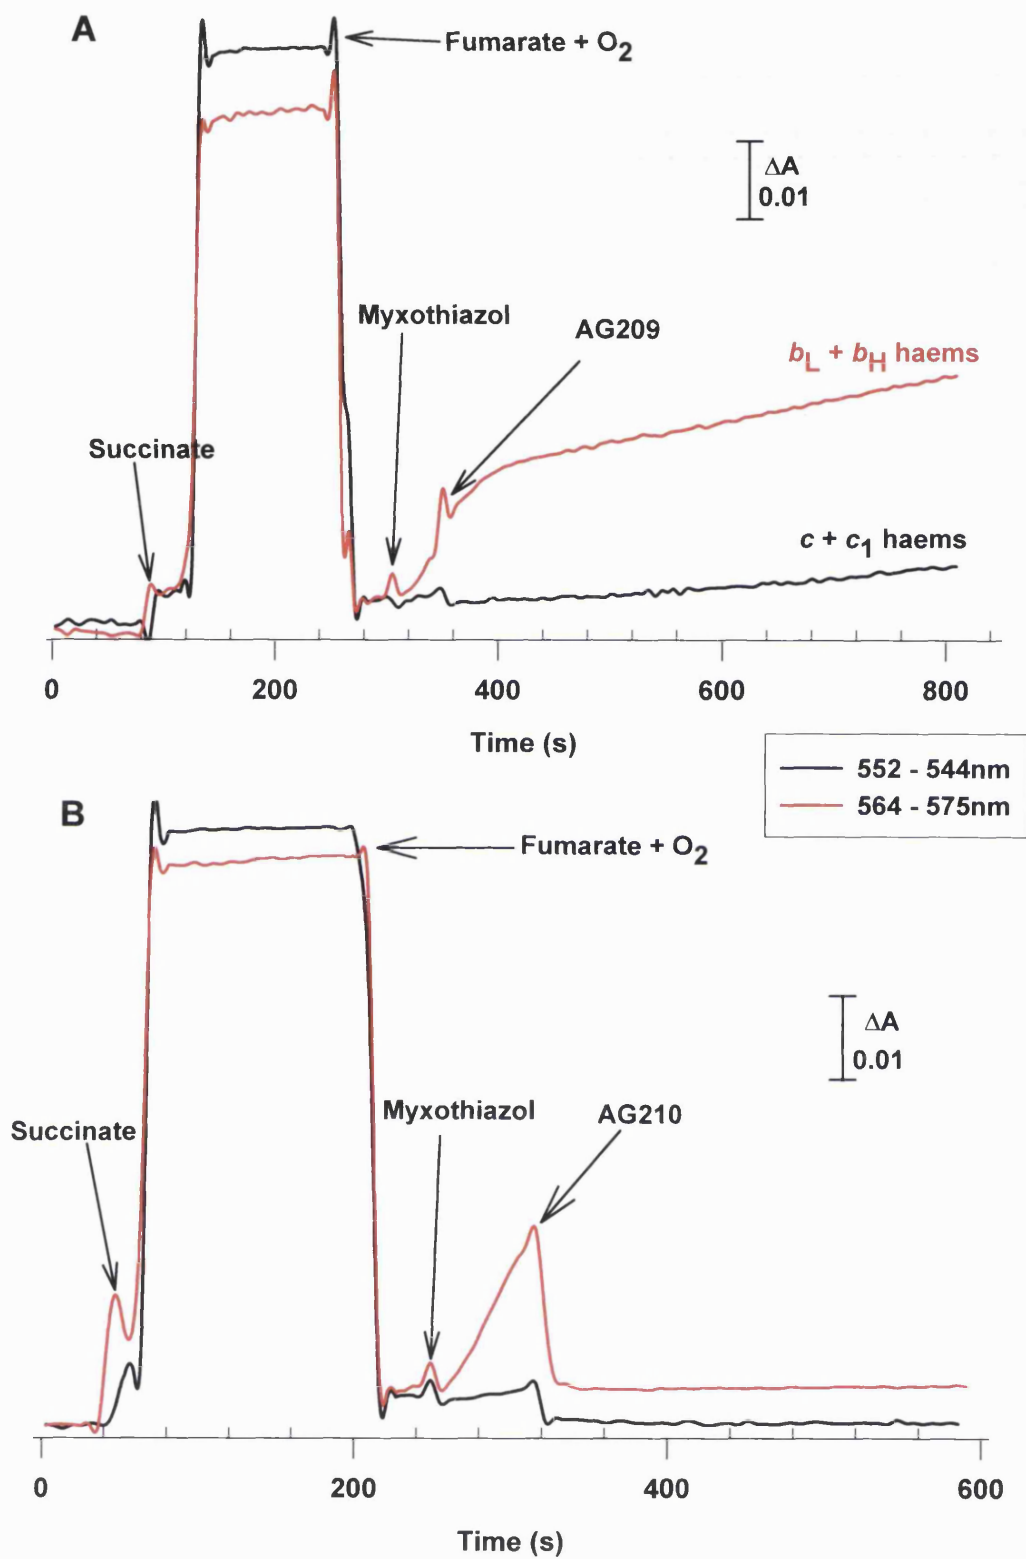 A
Fumarate + O2
ΔA
0.01
Myxothiazol
AG209
bL + bH haems
Succinate
c + c1 haems
0 200 400 600 800
Time (s)
552 - 544nm
564 - 575nm
B
Fumarate + O2
ΔA
0.01
Myxothiazol
AG210
Succinate
0 200 400 600
Time (s)